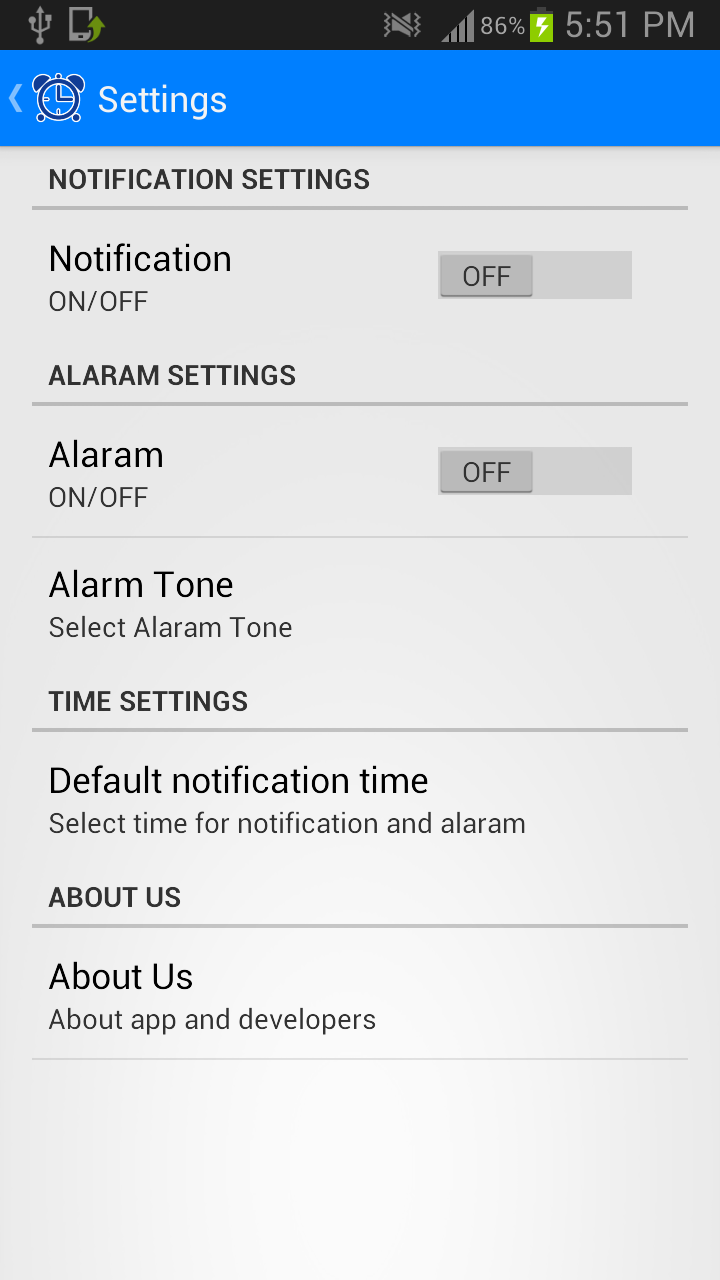 86% 5:51 PM
Settings
NOTIFICATION SETTINGS
Notification
ON/OFF
OFF
ALARAM SETTINGS
Alaram
ON/OFF
OFF
Alarm Tone
Select Alaram Tone
TIME SETTINGS
Default notification time
Select time for notification and alaram
ABOUT US
About Us
About app and developers